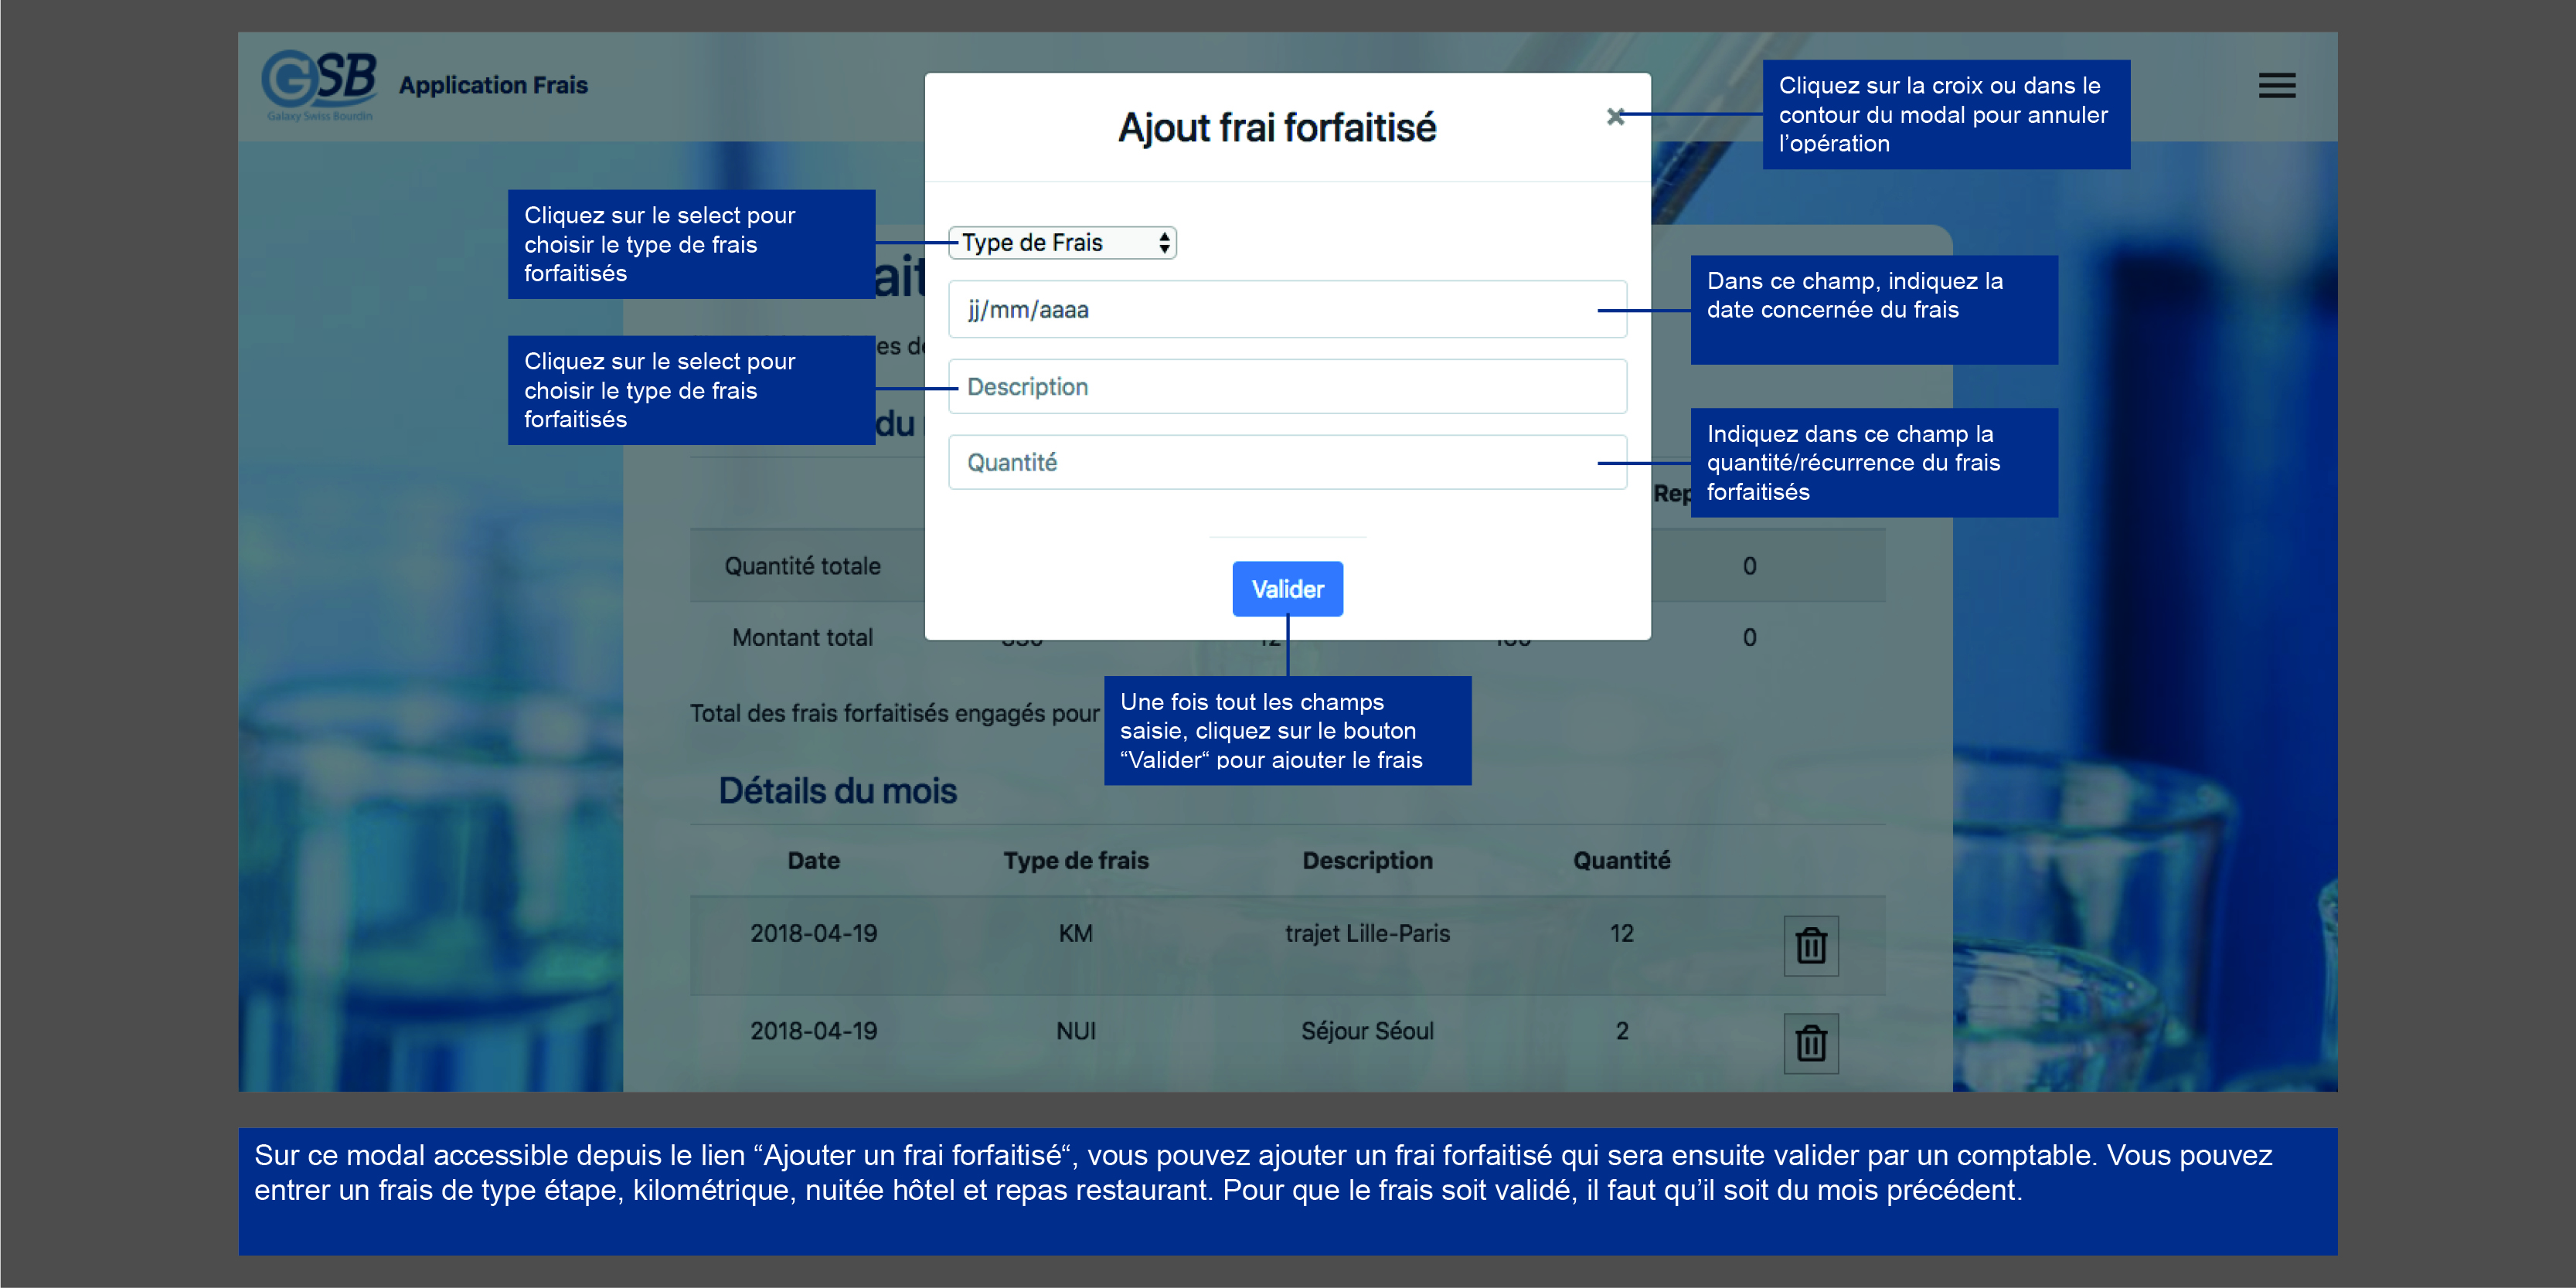 GSB
Galaxy Swiss Bourdin
Application Frais
Ajout frai forfaitisé
×
Cliquez sur la croix ou dans le
contour du modal pour annuler
l’opération
Cliquez sur le select pour
choisir le type de frais
forfaitisés
Type de Frais
jj/mm/aaaa
Dans ce champ, indiquez la
date concernée du frais
Cliquez sur le select pour
choisir le type de frais
forfaitisés
Description
du
Quantité
Indiquez dans ce champ la
quantité/récurrence du frais
forfaitisés
Quantité totale 0
Montant total 0
Valider
Total des frais forfaitisés engagés pour
Une fois tout les champs
saisie, cliquez sur le bouton
“Valider“ pour ajouter le frais
Détails du mois
Date Type de frais Description Quantité
2018-04-19 KM trajet Lille-Paris 12
2018-04-19 NUI Séjour Séoul 2
Sur ce modal accessible depuis le lien “Ajouter un frai forfaitisé“, vous pouvez ajouter un frai forfaitisé qui sera ensuite valider par un comptable. Vous pouvez
entrer un frais de type étape, kilométrique, nuitée hôtel et repas restaurant. Pour que le frais soit validé, il faut qu’il soit du mois précédent.